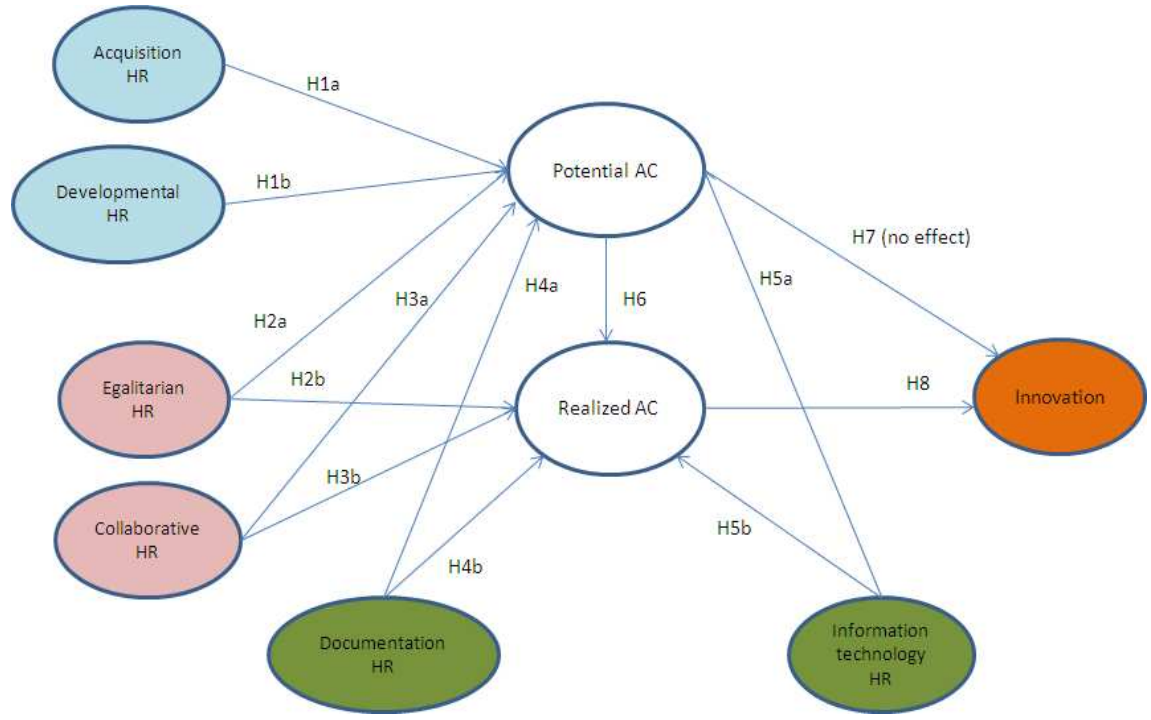 Acquisition
HR
H1a
Developmental
HR
H1b
Potential AC
H7 (no effect)
H2a
H3a
H4a
H5a
H6
Egalitarian
HR
H2b
Realized AC
H8
Innovation
H3b
Collaborative
HR
H4b
H5b
Documentation
HR
Information
technology
HR